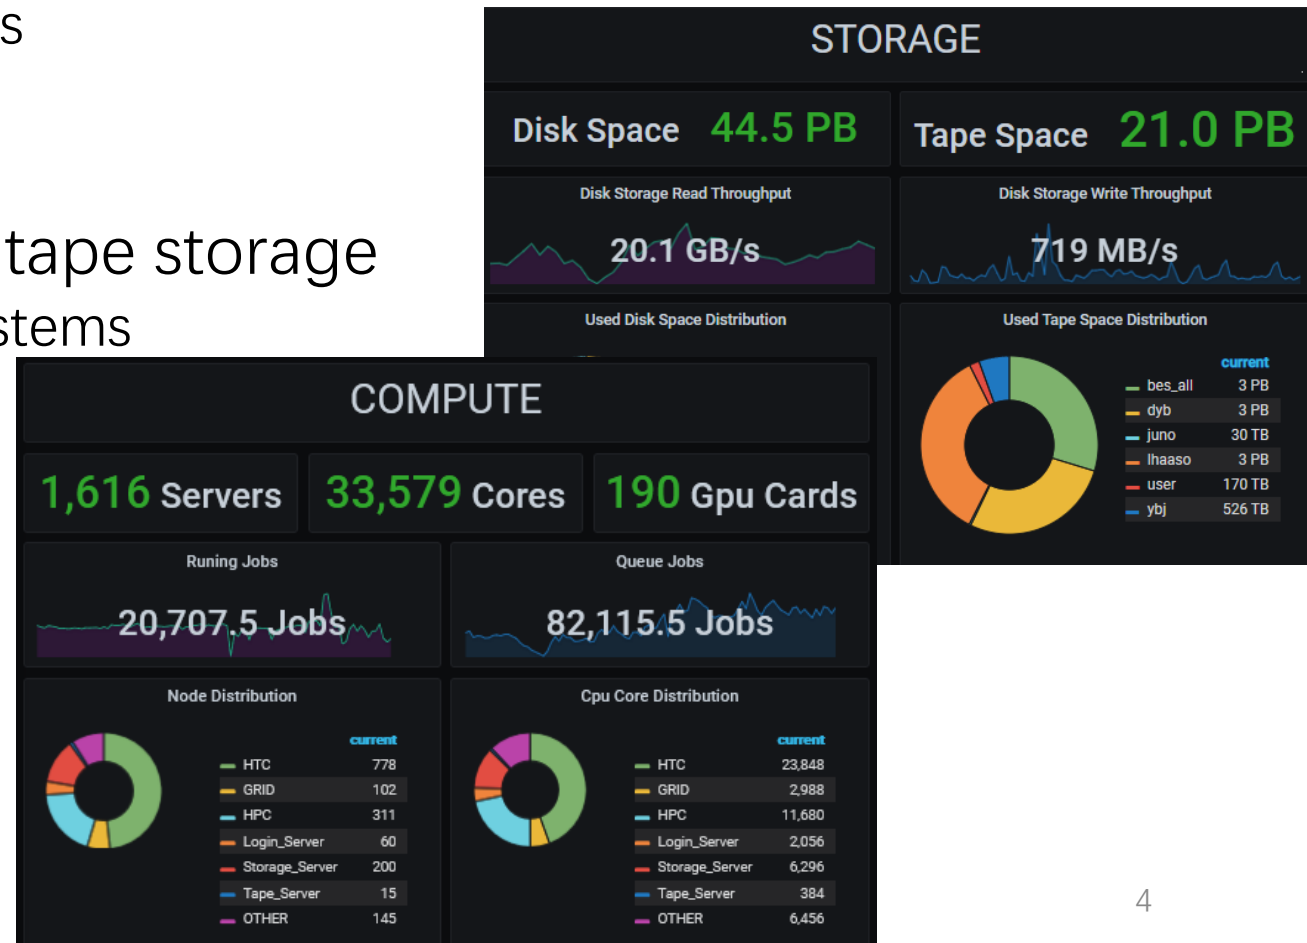 s
tape storage
stems
STORAGE
Disk Space 44.5 PB
Tape Space 21.0 PB
Disk Storage Read Throughput
20.1 GB/s
Disk Storage Write Throughput
719 MB/s
Used Disk Space Distribution
Used Tape Space Distribution
current
bes_all 3 PB
dyb 3 PB
juno 30 TB
lhaaso 3 PB
user 170 TB
ybj 526 TB
COMPUTE
1,616 Servers
33,579 Cores
190 Gpu Cards
Runing Jobs
20,707.5 Jobs
Queue Jobs
82,115.5 Jobs
Node Distribution
current
HTC 778
GRID 102
HPC 311
Login_Server 60
Storage_Server 200
Tape_Server 15
OTHER 145
Cpu Core Distribution
current
HTC 23,848
GRID 2,988
HPC 11,680
Login_Server 2,056
Storage_Server 6,296
Tape_Server 384
OTHER 6,456
4